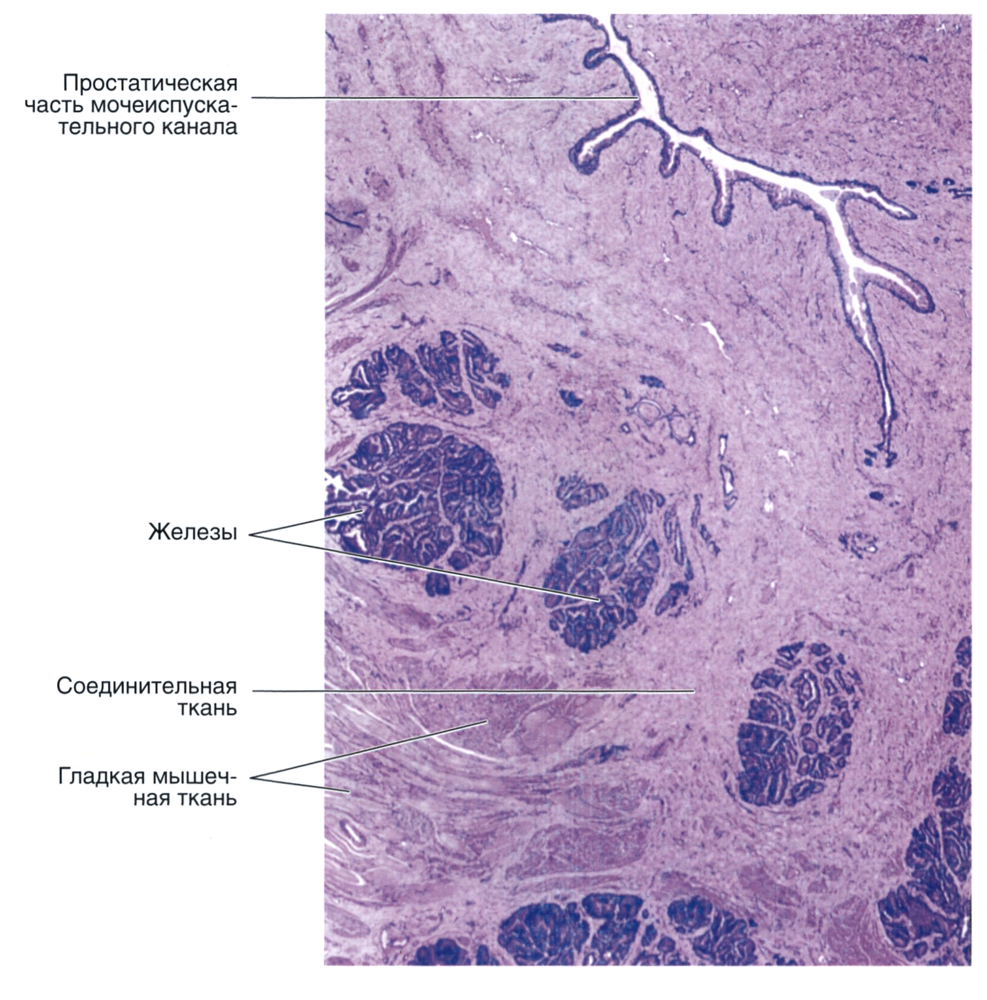 Простатическая
часть мочеиспуска-
тельного канала
Железы
Соединительная
ткань
Гладкая мышеч-
ная ткань